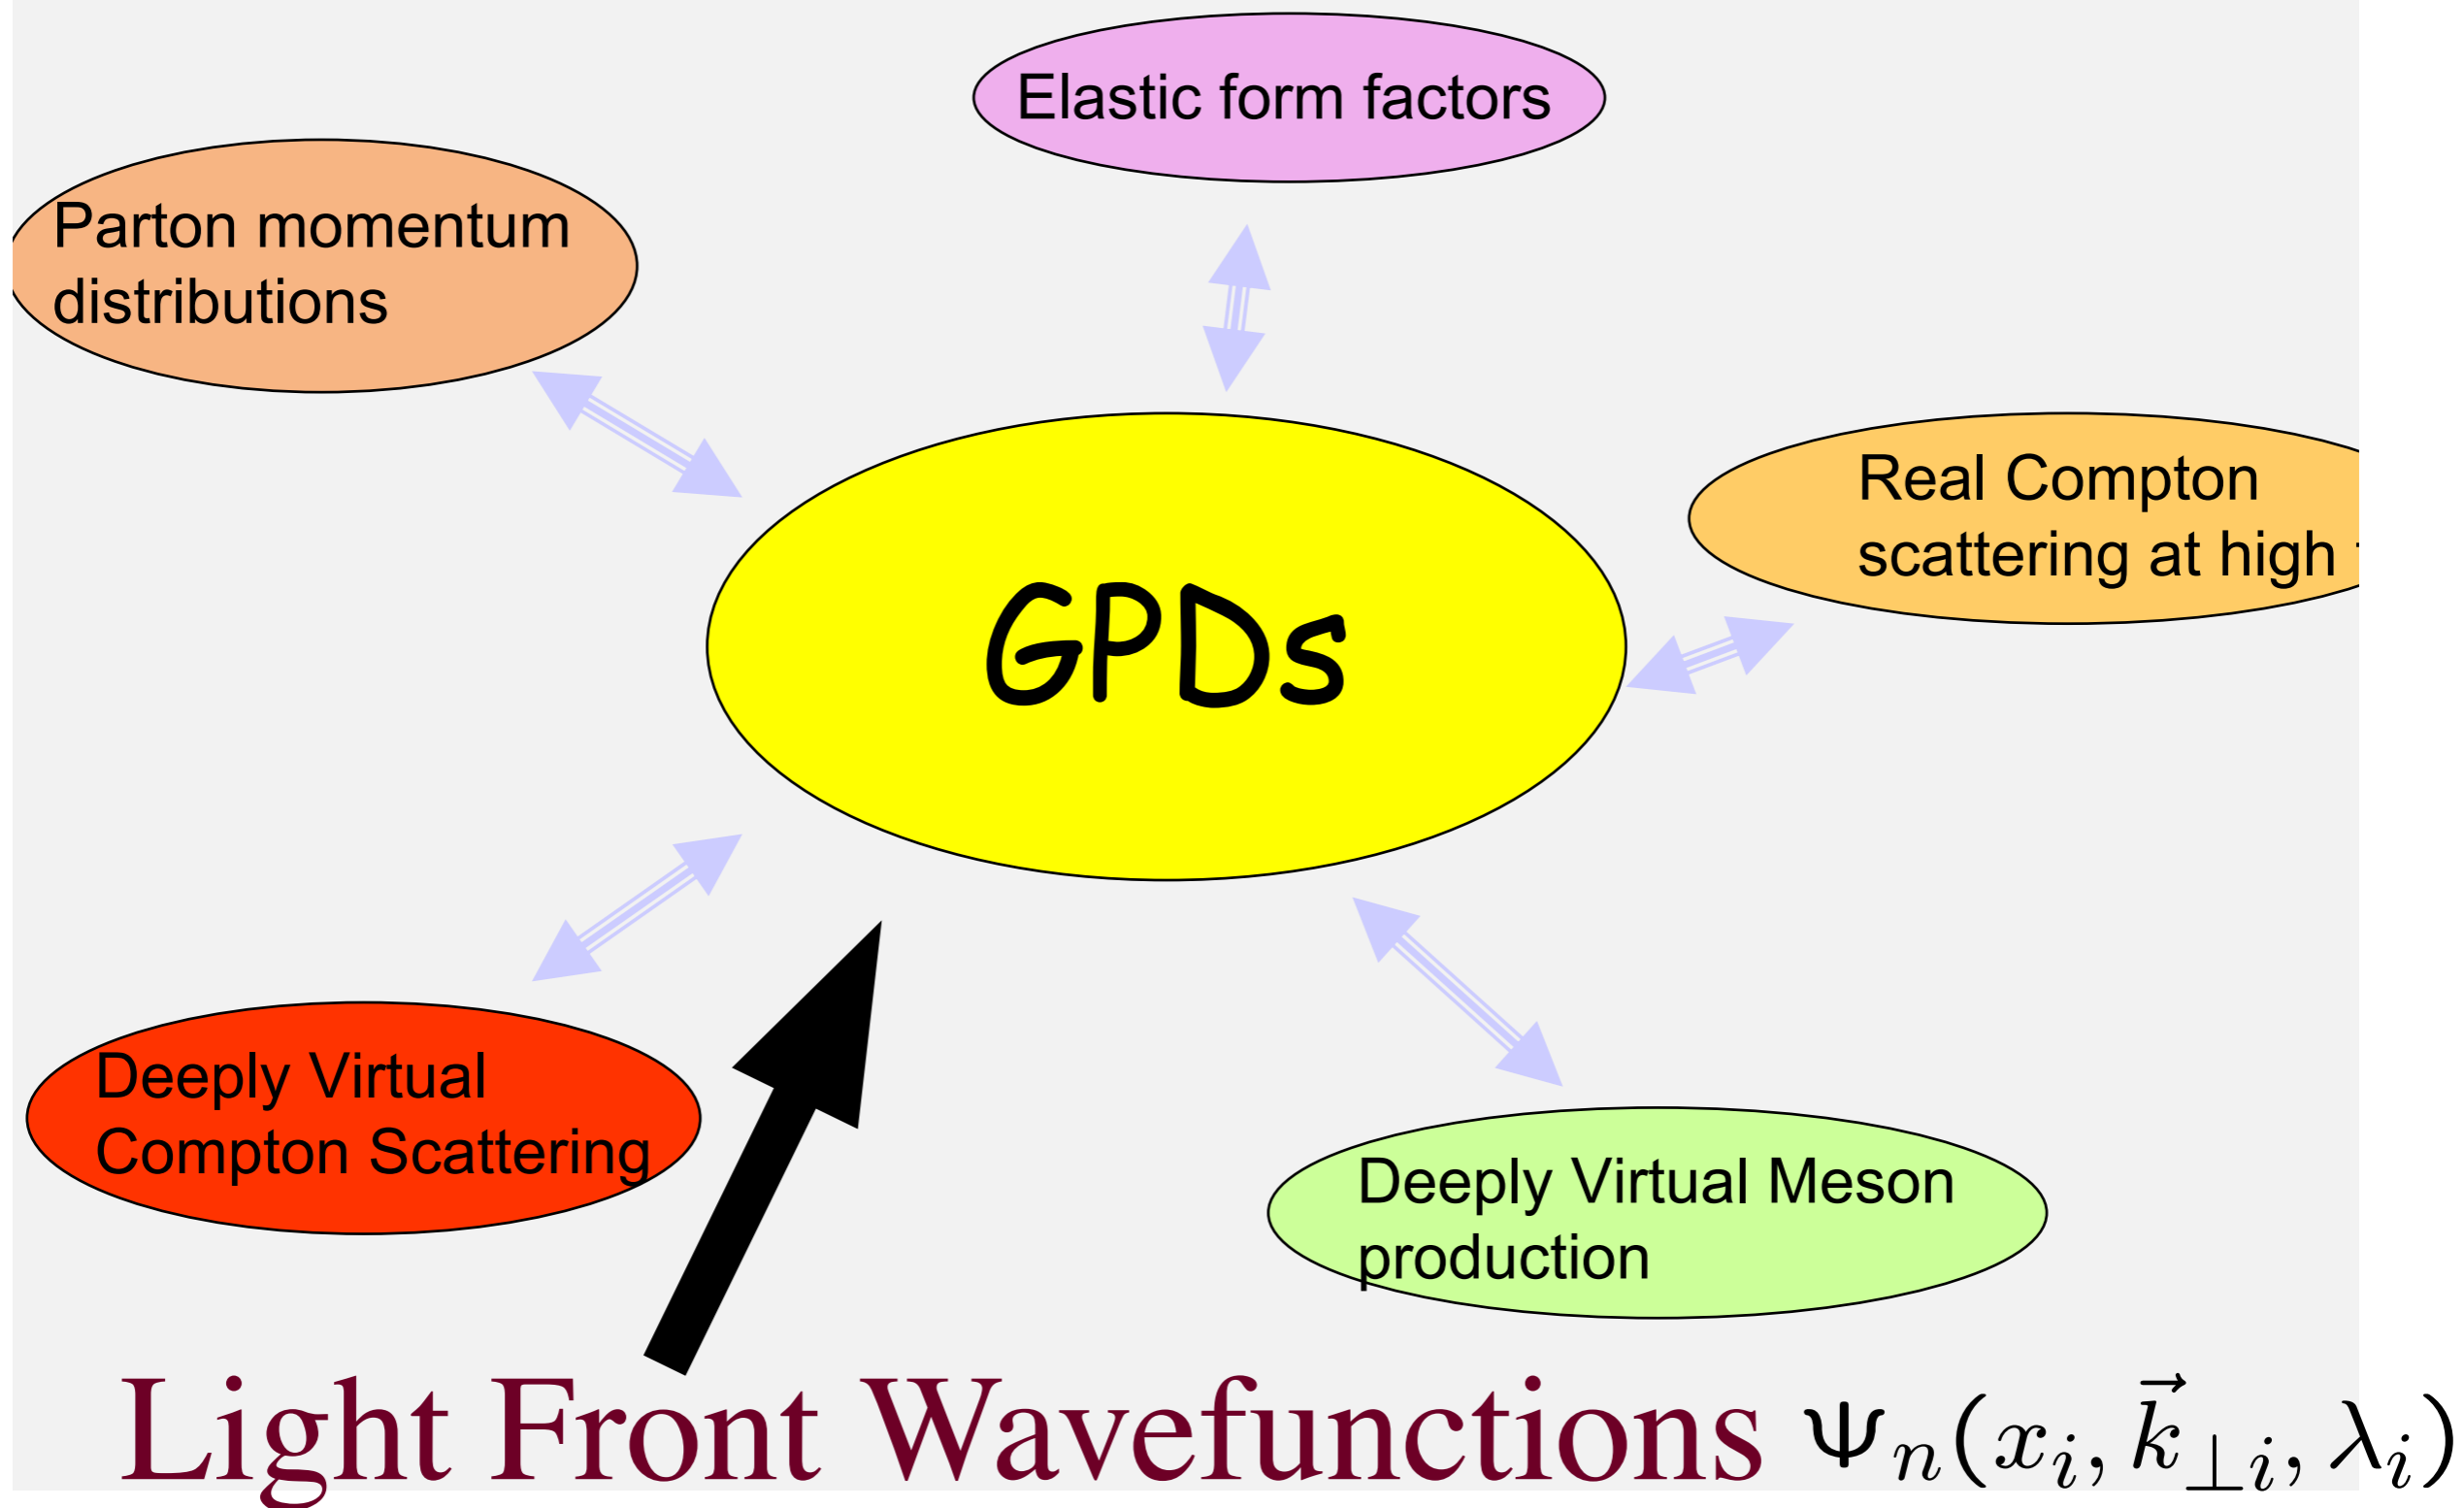 Elastic form factors
Parton momentum
distributions
Real Compton
scattering at high
GPDs
Deeply Virtual
Compton Scattering
Deeply Virtual Meson
production
Light Front Wavefunctions Ψₙ(xᵢ, k⃗⊥ᵢ, λᵢ)